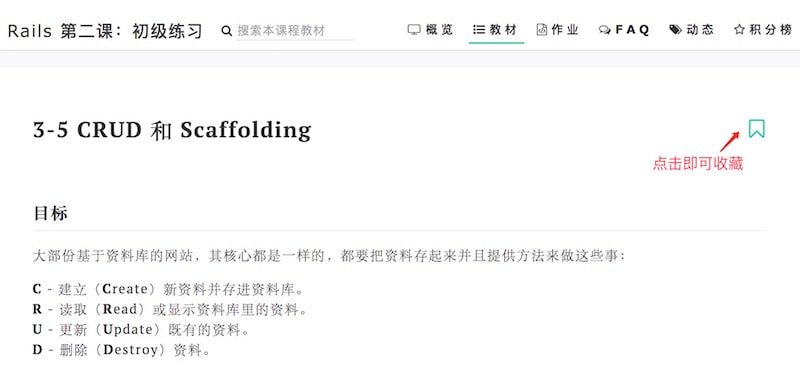 Rails 第二课：初级练习 搜索本课程教材 概览 教材 作业 FAQ 动态 积分榜
3-5 CRUD 和 Scaffolding
点击即可收藏
目标
大部份基于资料库的网站，其核心都是一样的，都要把资料存起来并且提供方法来做这些事：
C - 建立（Create）新资料并存进资料库。
R - 读取（Read）或显示资料库里的资料。
U - 更新（Update）既有的资料。
D - 删除（Destroy）资料。